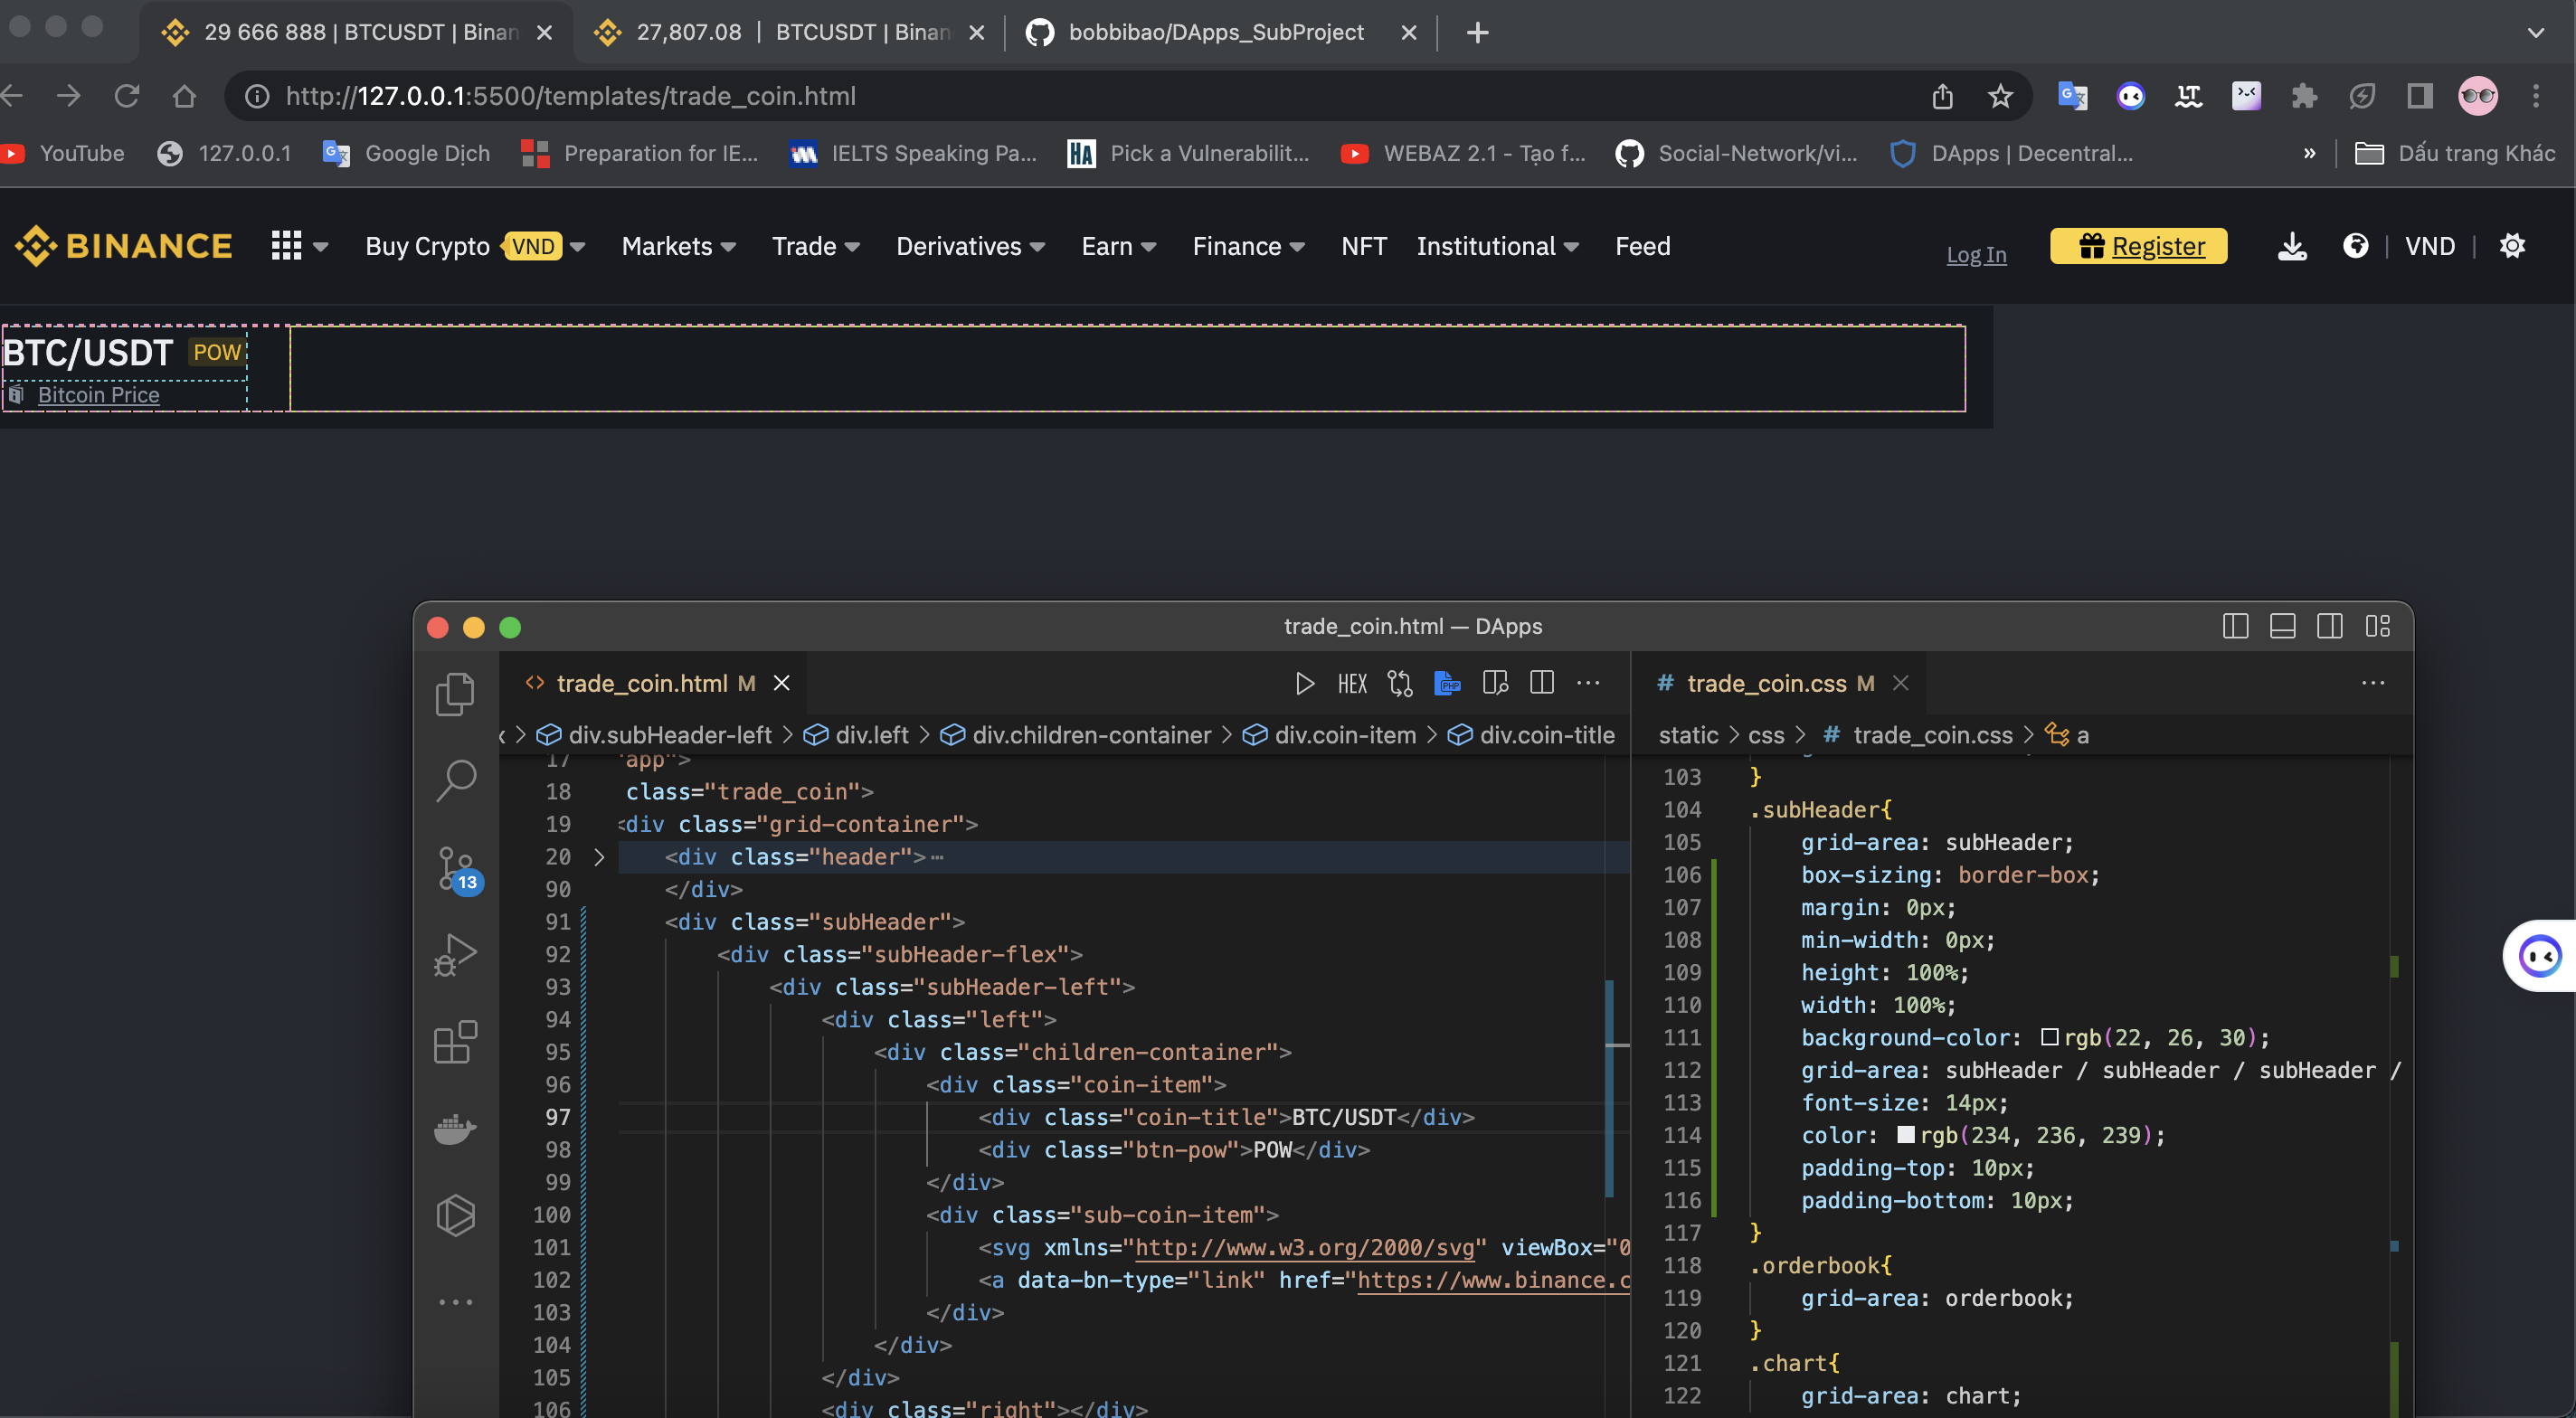 29 666 888 | BTCUSDT | Binan
27,807.08 | BTCUSDT | Binan
bobbibao/DApps_SubProject
http://127.0.0.1:5500/templates/trade_coin.html
YouTube
127.0.0.1
Google Dịch
Preparation for IE...
IELTS Speaking Pa...
HA Pick a Vulnerabilit...
WEBAZ 2.1 - Tạo f...
Social-Network/vi...
DApps | Decentral...
»
Dấu trang Khác
BINANCE
Buy Crypto VND
Markets
Trade
Derivatives
Earn
Finance
NFT
Institutional
Feed
Log In
Register
VND
BTC/USDT POW
Bitcoin Price
trade_coin.html — DApps
trade_coin.html M
HEX
PHP
div.subHeader-left > div.left > div.children-container > div.coin-item > div.coin-title
13
17 'app">
18 class="trade_coin">
19 <div class="grid-container">
20 <div class="header">⋯
90 </div>
91 <div class="subHeader">
92 <div class="subHeader-flex">
93 <div class="subHeader-left">
94 <div class="left">
95 <div class="children-container">
96 <div class="coin-item">
97 <div class="coin-title">BTC/USDT</div>
98 <div class="btn-pow">POW</div>
99 </div>
100 <div class="sub-coin-item">
101 <svg xmlns="http://www.w3.org/2000/svg" viewBox="0
102 <a data-bn-type="link" href="https://www.binance.c
103 </div>
104 </div>
105 </div>
106 <div class="right"></div>
# trade_coin.css M
static > css > # trade_coin.css > a
103 }
104 .subHeader{
105 grid-area: subHeader;
106 box-sizing: border-box;
107 margin: 0px;
108 min-width: 0px;
109 height: 100%;
110 width: 100%;
111 background-color: rgb(22, 26, 30);
112 grid-area: subHeader / subHeader / subHeader /
113 font-size: 14px;
114 color: rgb(234, 236, 239);
115 padding-top: 10px;
116 padding-bottom: 10px;
117 }
118 .orderbook{
119 grid-area: orderbook;
120 }
121 .chart{
122 grid-area: chart;